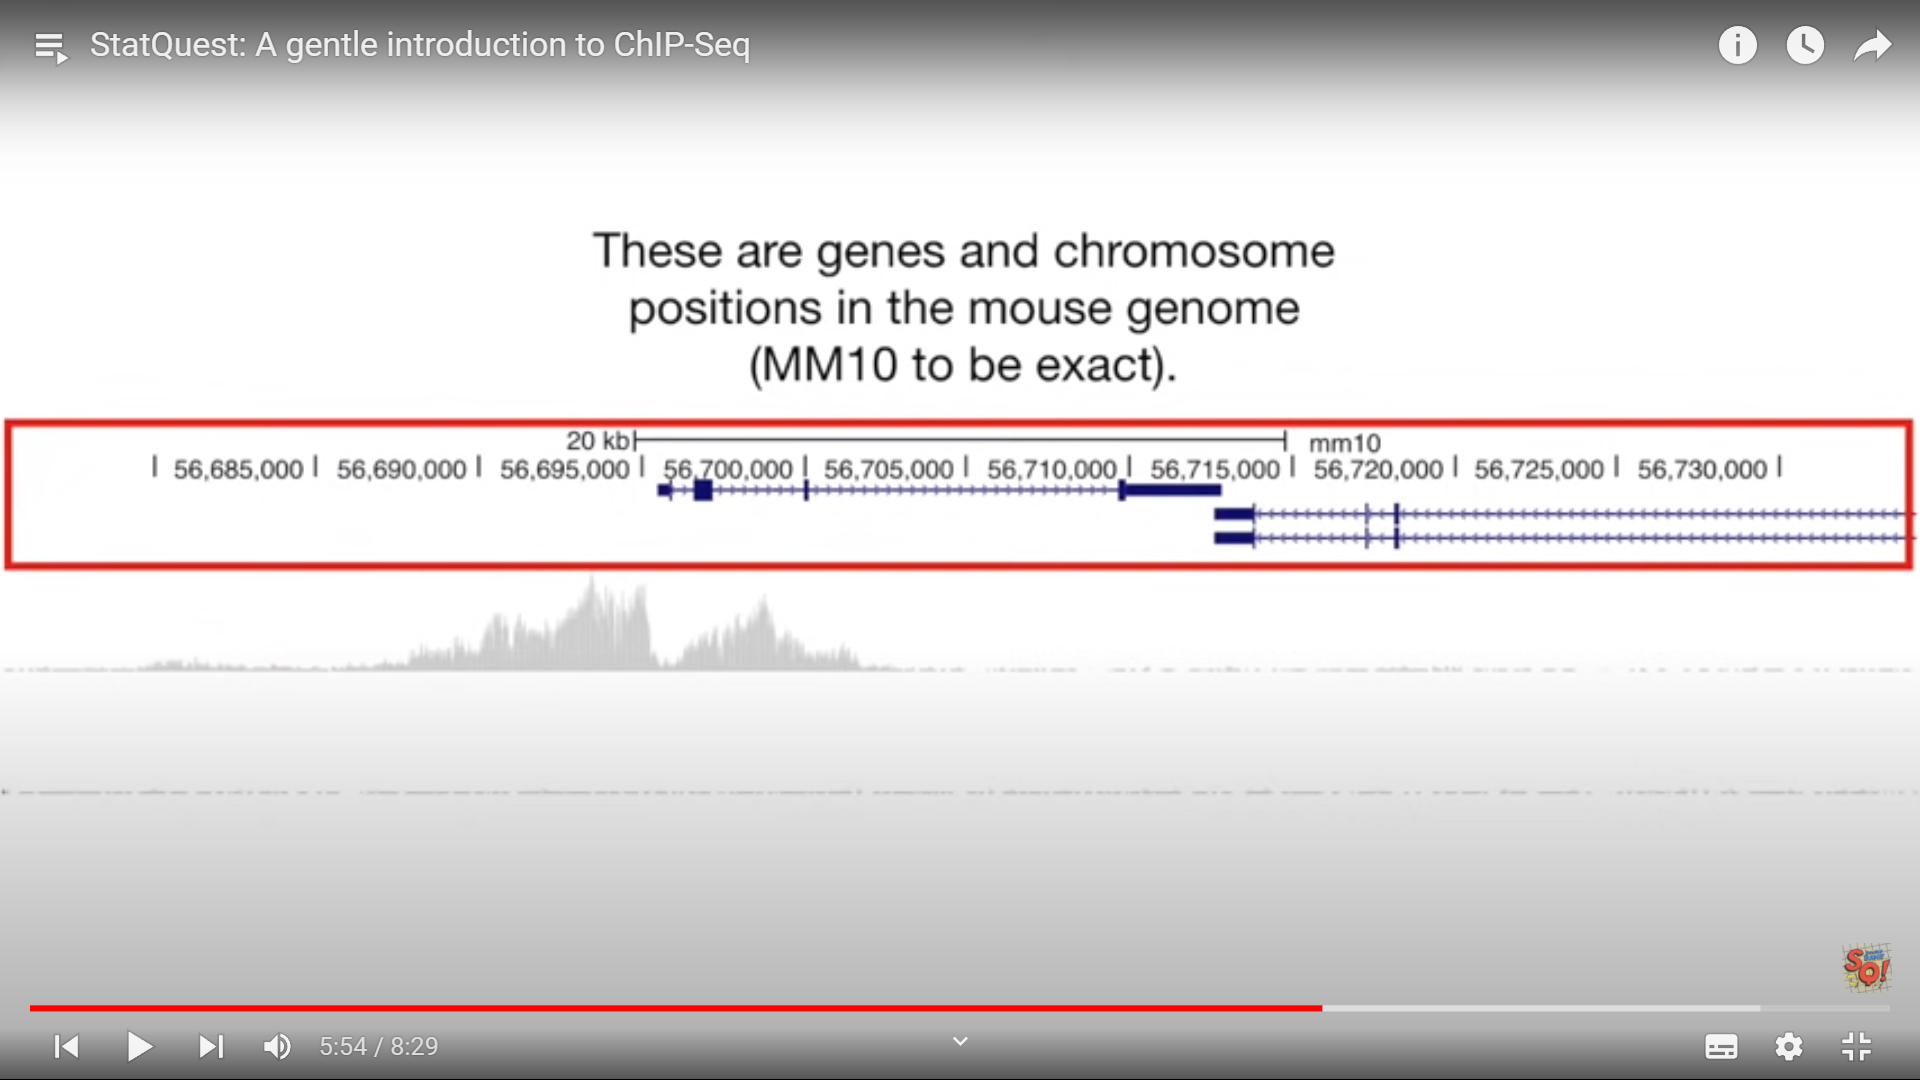 StatQuest: A gentle introduction to ChIP-Seq
These are genes and chromosome
positions in the mouse genome
(MM10 to be exact).
20 kb mm10
56,685,000 56,690,000 56,695,000 56,700,000 56,705,000 56,710,000 56,715,000 56,720,000 56,725,000 56,730,000
SQ!
5:54 / 8:29